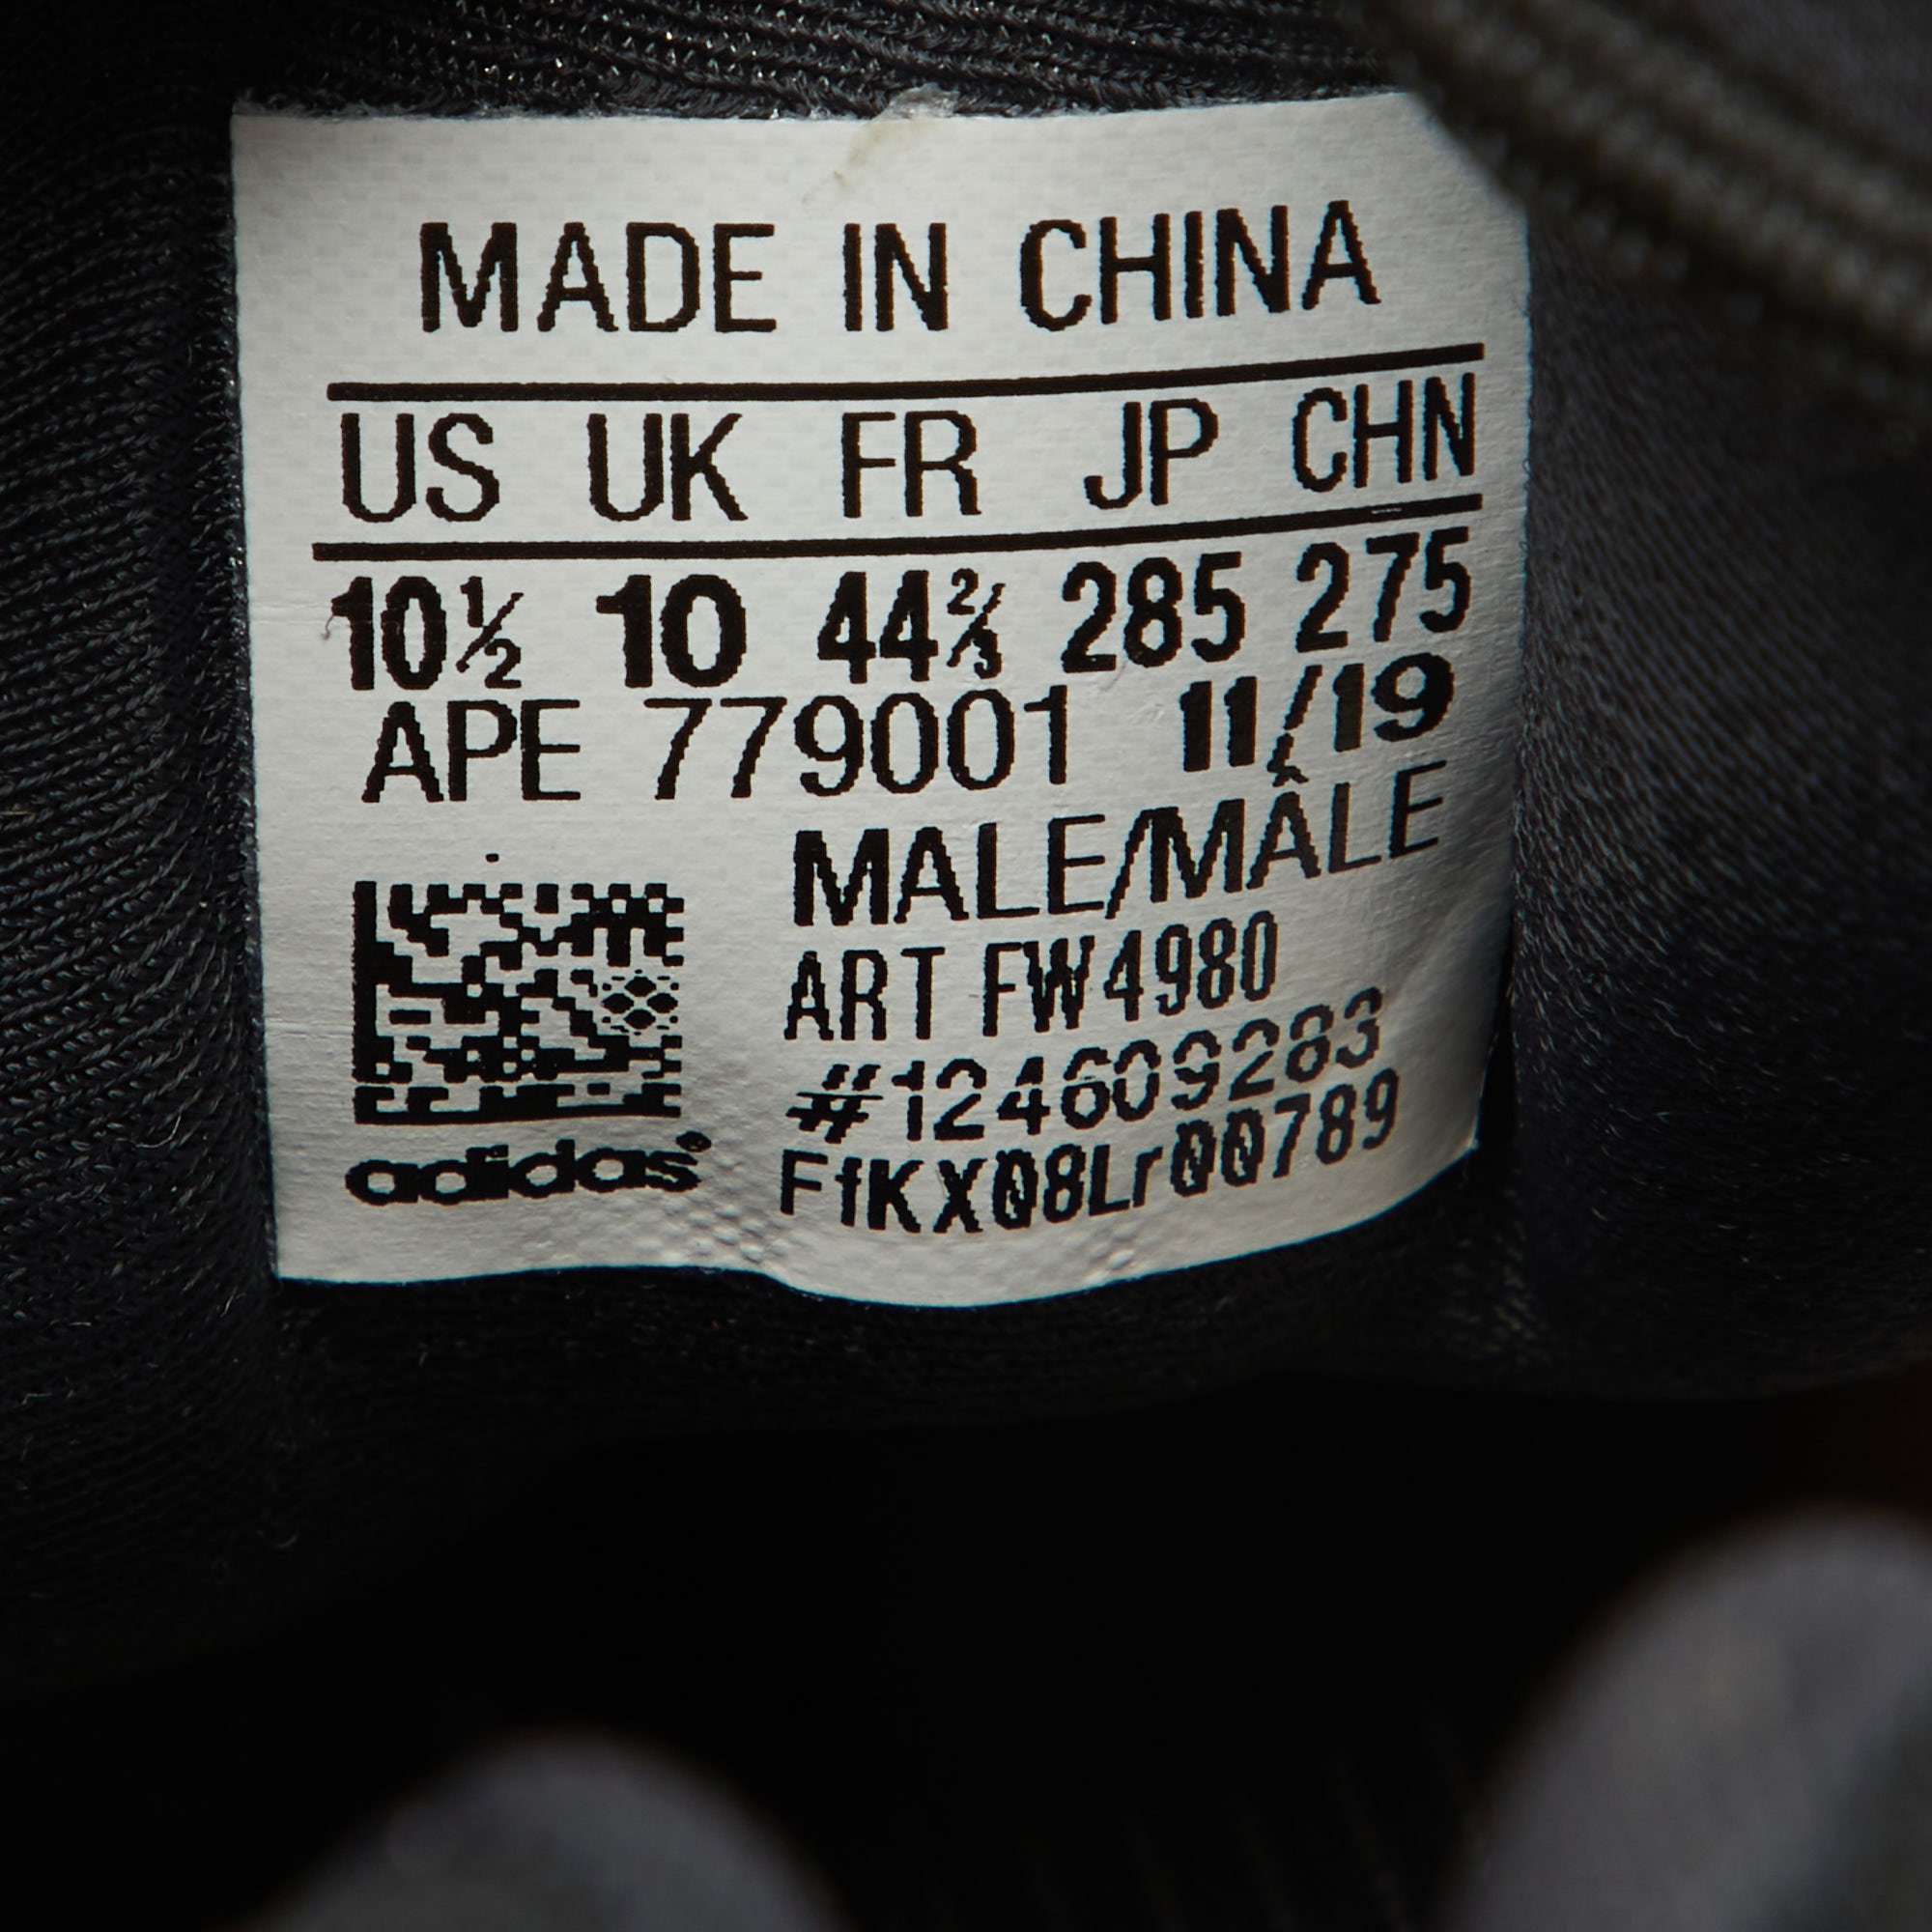 MADE IN CHINA
US UK FR JP CHN
10½ 10 44⅔ 285 275
APE 779001 11/19
MALE/MÂLE
ART FW4980
#124609283
FfKX08Lr00789
adidas®